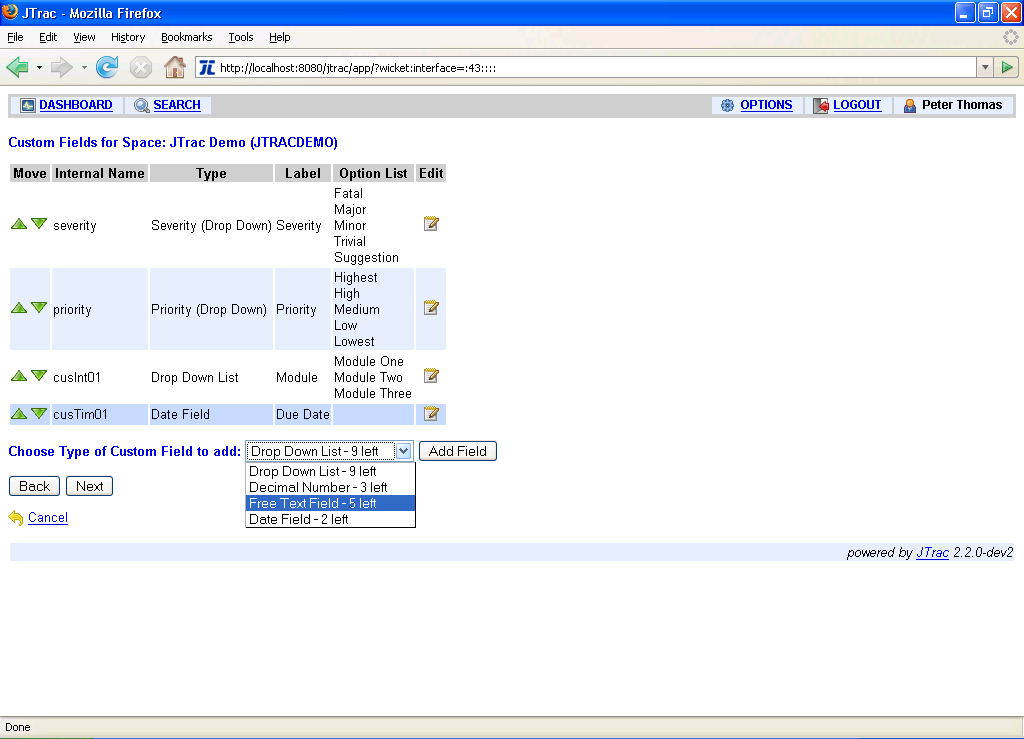 JTrac - Mozilla Firefox
File Edit View History Bookmarks Tools Help
http://localhost:8080/jtrac/app/?wicket:interface=:43::::
DASHBOARD SEARCH OPTIONS LOGOUT Peter Thomas
Custom Fields for Space: JTrac Demo (JTRACDEMO)
Move Internal Name Type Label Option List Edit
Fatal
Major
severity Severity (Drop Down) Severity Minor
Trivial
Suggestion
Highest
High
priority Priority (Drop Down) Priority Medium
Low
Lowest
Module One
cusInt01 Drop Down List Module Module Two
Module Three
cusTim01 Date Field Due Date
Choose Type of Custom Field to add: Drop Down List - 9 left Add Field
Drop Down List - 9 left
Back Next Decimal Number - 3 left
Free Text Field - 5 left
Cancel Date Field - 2 left
powered by JTrac 2.2.0-dev2
Done